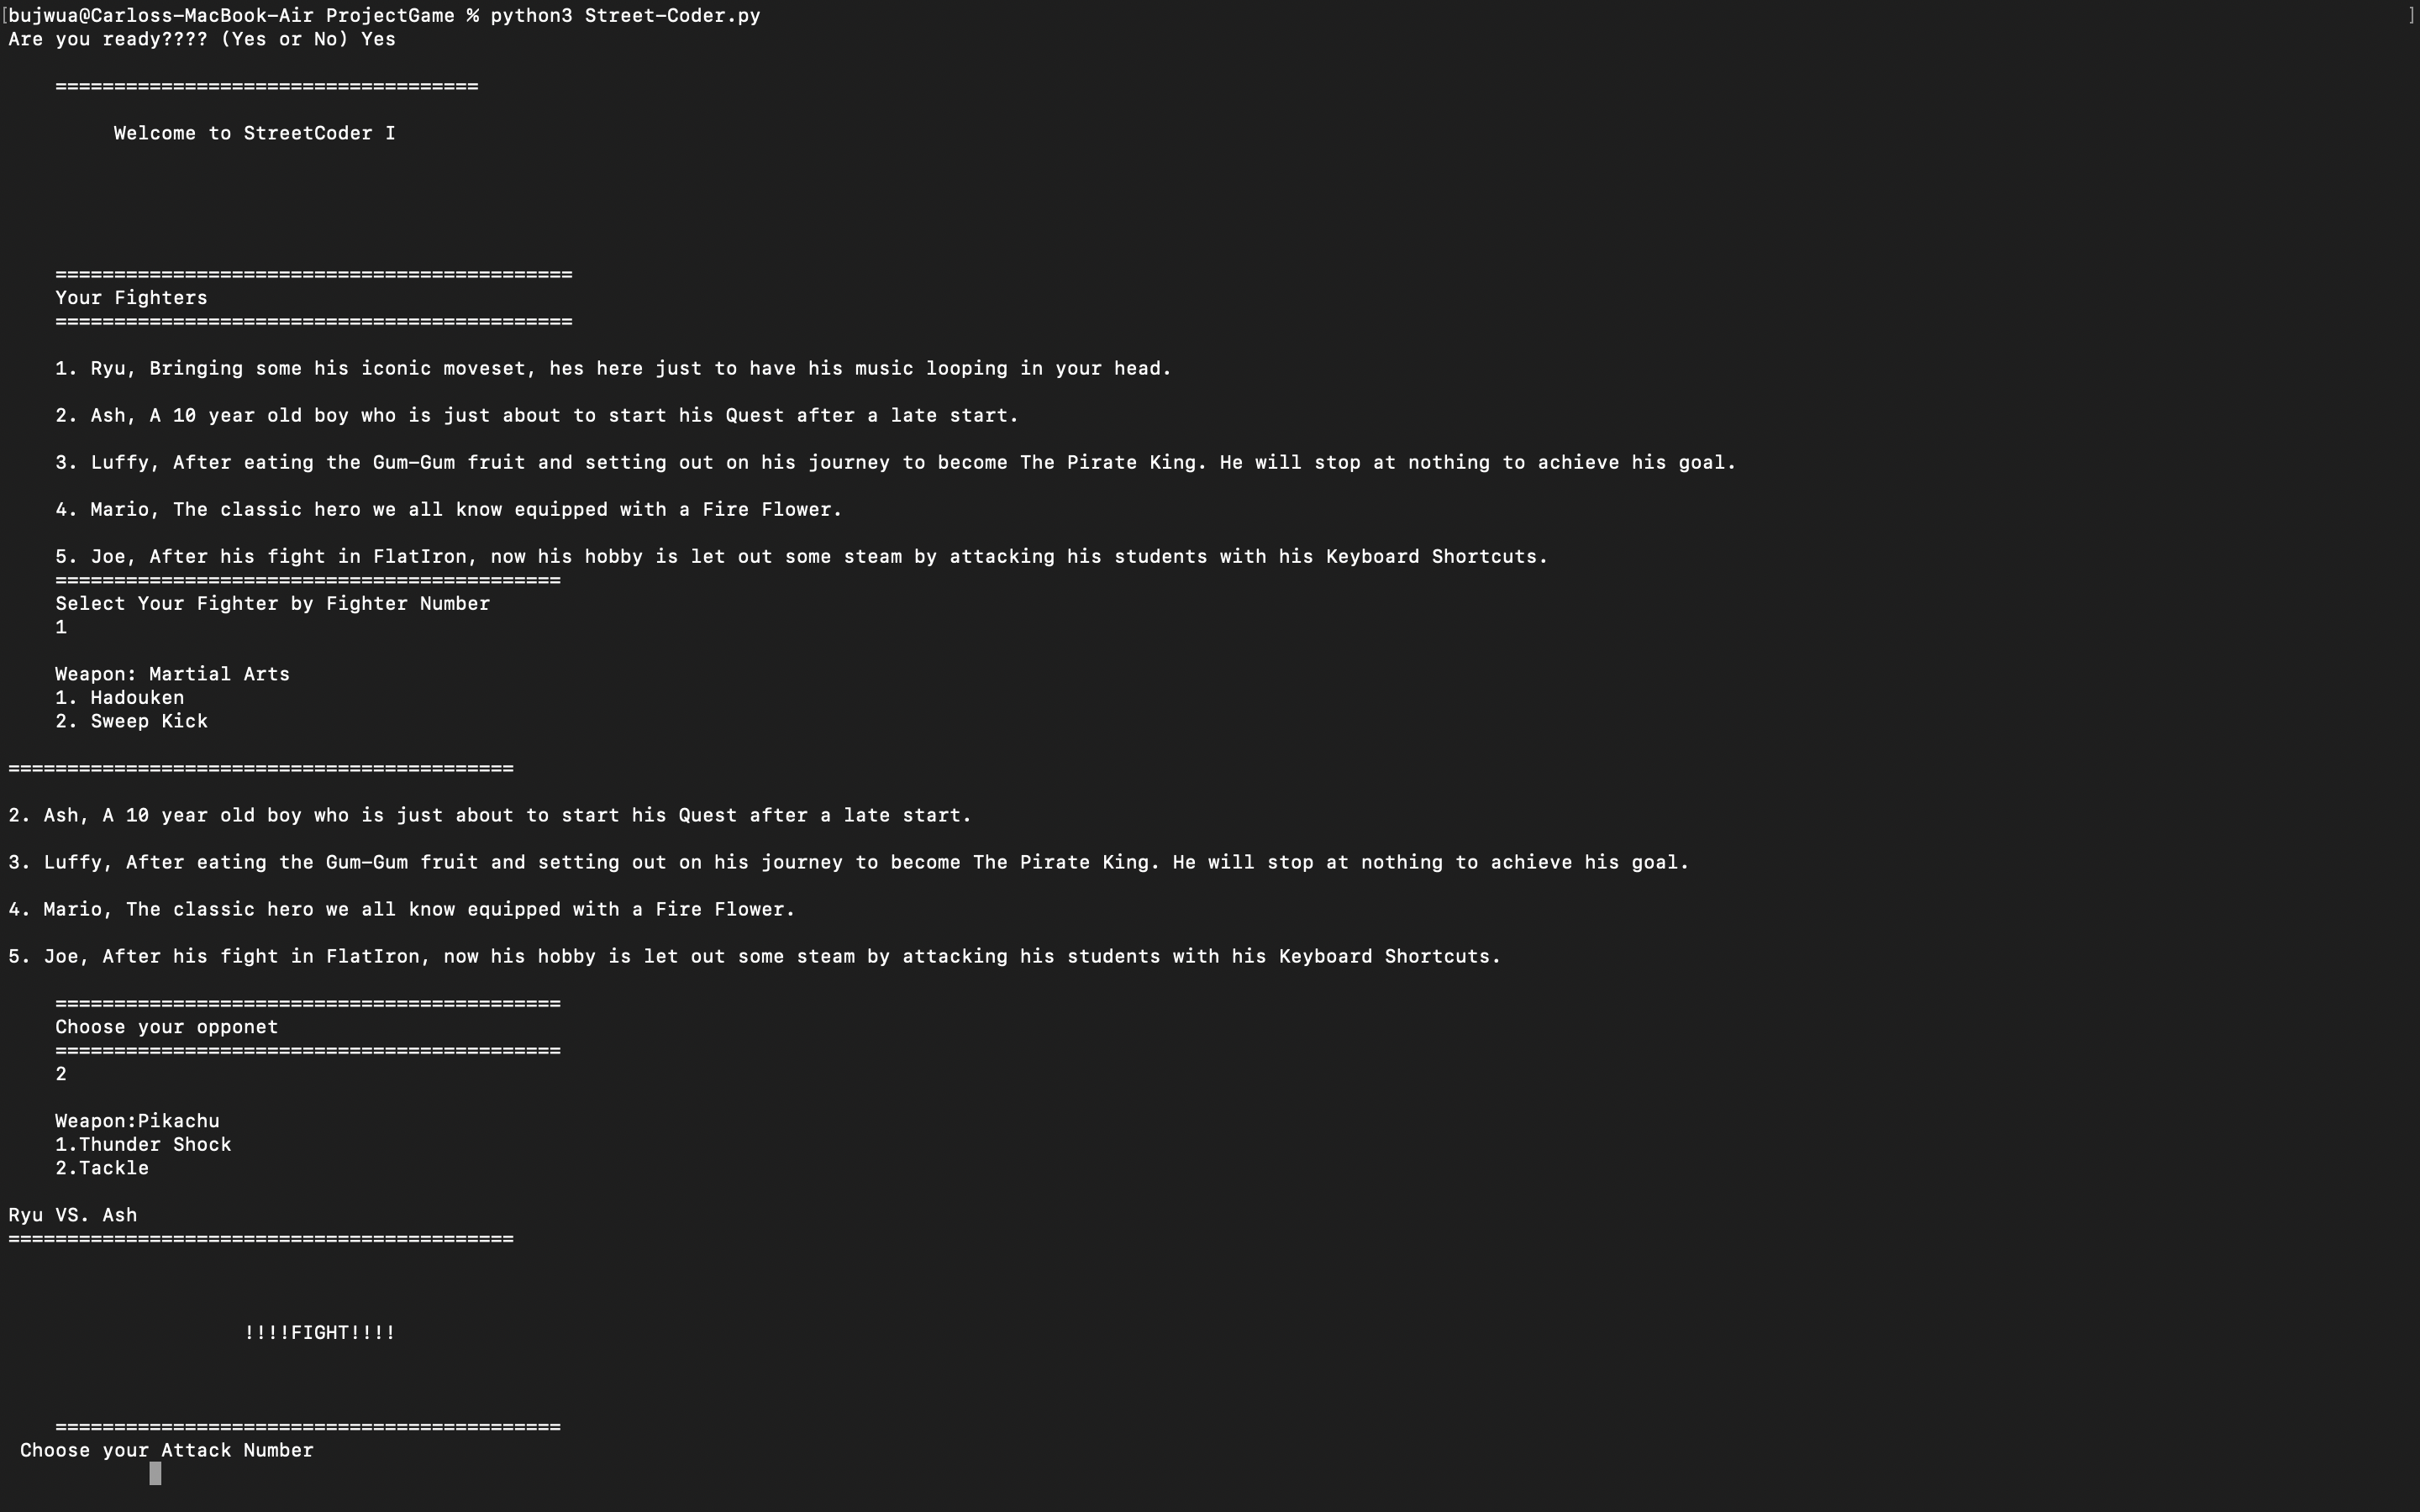 [bujwua@Carloss-MacBook-Air ProjectGame % python3 Street-Coder.py ]
Are you ready???? (Yes or No) Yes
====================================
Welcome to StreetCoder I
============================================
Your Fighters
============================================
1. Ryu, Bringing some his iconic moveset, hes here just to have his music looping in your head.
2. Ash, A 10 year old boy who is just about to start his Quest after a late start.
3. Luffy, After eating the Gum-Gum fruit and setting out on his journey to become The Pirate King. He will stop at nothing to achieve his goal.
4. Mario, The classic hero we all know equipped with a Fire Flower.
5. Joe, After his fight in FlatIron, now his hobby is let out some steam by attacking his students with his Keyboard Shortcuts.
===========================================
Select Your Fighter by Fighter Number
1
Weapon: Martial Arts
1. Hadouken
2. Sweep Kick
===========================================
2. Ash, A 10 year old boy who is just about to start his Quest after a late start.
3. Luffy, After eating the Gum-Gum fruit and setting out on his journey to become The Pirate King. He will stop at nothing to achieve his goal.
4. Mario, The classic hero we all know equipped with a Fire Flower.
5. Joe, After his fight in FlatIron, now his hobby is let out some steam by attacking his students with his Keyboard Shortcuts.
===========================================
Choose your opponet
===========================================
2
Weapon:Pikachu
1.Thunder Shock
2.Tackle
Ryu VS. Ash
===========================================
!!!!FIGHT!!!!
===========================================
Choose your Attack Number